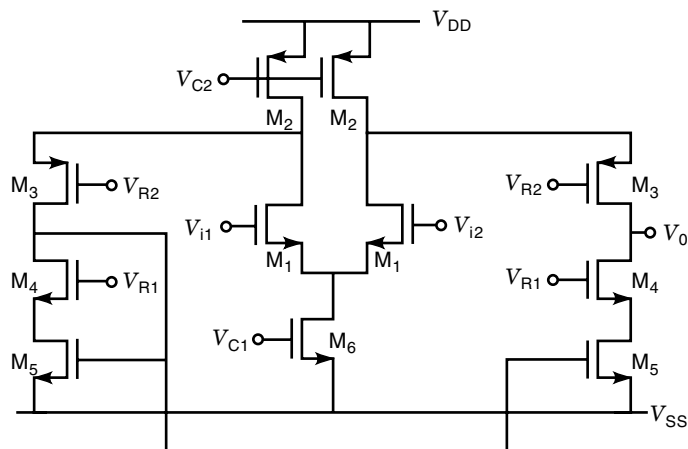 V_DD
V_C2
M_2 M_2
M_3 V_R2 V_R2 M_3
V_i1 V_i2 V_0
M_1 M_1
M_4 V_R1 V_R1 M_4
V_C1 M_6
M_5 M_5
V_SS